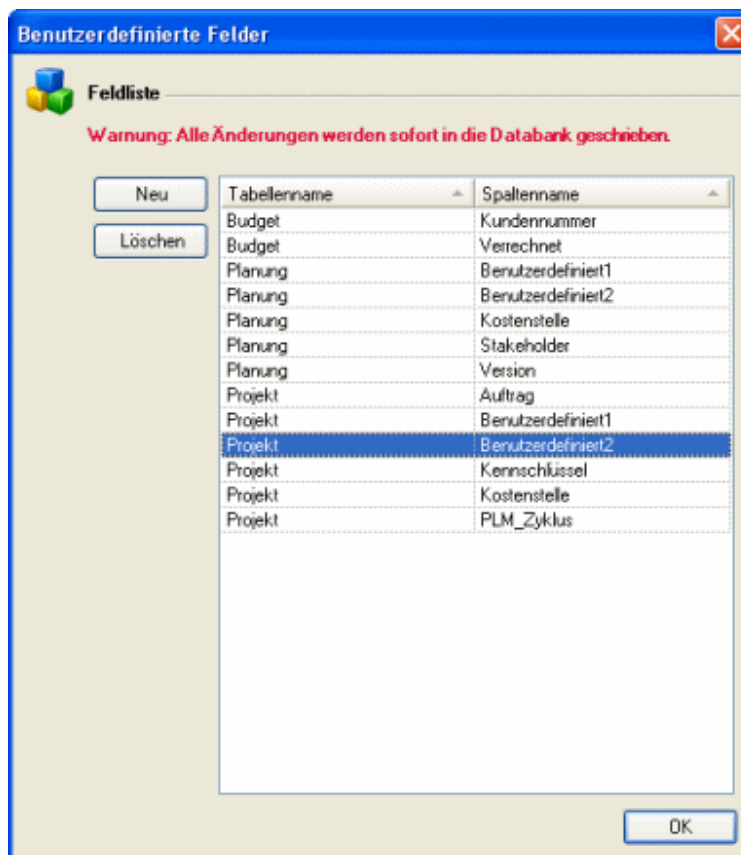 Benutzerdefinierte Felder
Feldliste
Warnung: Alle Änderungen werden sofort in die Databank geschrieben.
Neu
Löschen
Tabellenname Spaltenname
Budget Kundennummer
Budget Verrechnet
Planung Benutzerdefiniert1
Planung Benutzerdefiniert2
Planung Kostenstelle
Planung Stakeholder
Planung Version
Projekt Auftrag
Projekt Benutzerdefiniert1
Projekt Benutzerdefiniert2
Projekt Kennschlüssel
Projekt Kostenstelle
Projekt PLM_Zyklus
OK